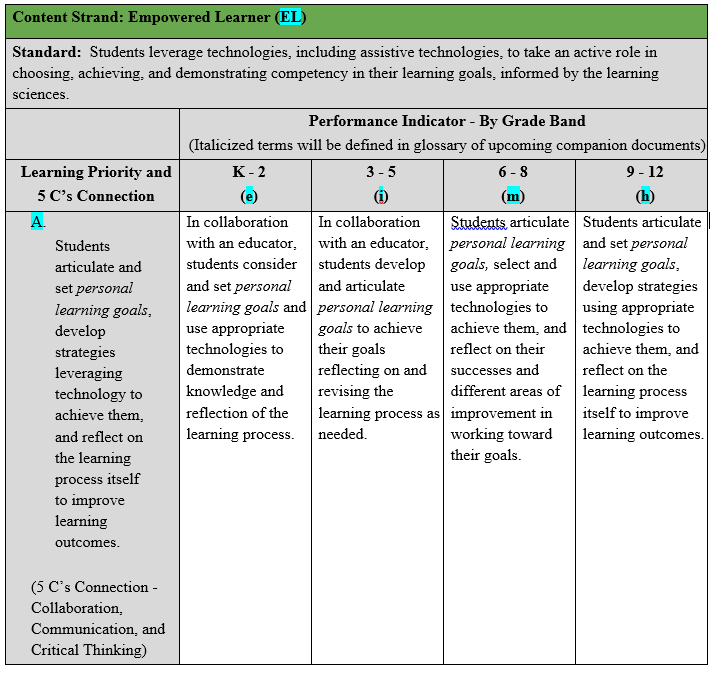 Content Strand: Empowered Learner (EL)
Standard: Students leverage technologies, including assistive technologies, to take an active role in
choosing, achieving, and demonstrating competency in their learning goals, informed by the learning
sciences.
Performance Indicator - By Grade Band
(Italicized terms will be defined in glossary of upcoming companion documents)
Learning Priority and
5 C's Connection
K - 2
(e)
3 - 5
(i)
6 - 8
(m)
9 - 12
(h)
A.
Students
articulate and
set personal
learning goals,
develop
strategies
leveraging
technology to
achieve them,
and reflect on
the learning
process itself
to improve
learning
outcomes.
(5 C's Connection -
Collaboration,
Communication, and
Critical Thinking)
In collaboration
with an educator,
students consider
and set personal
learning goals and
use appropriate
technologies to
demonstrate
knowledge and
reflection of the
learning process.
In collaboration
with an educator,
students develop
and articulate
personal learning
goals to achieve
their goals
reflecting on and
revising the
learning process as
needed.
Students articulate
personal learning
goals, select and
use appropriate
technologies to
achieve them, and
reflect on their
successes and
different areas of
improvement in
working toward
their goals.
Students articulate
and set personal
learning goals,
develop strategies
using appropriate
technologies to
achieve them, and
reflect on the
learning process
itself to improve
learning outcomes.